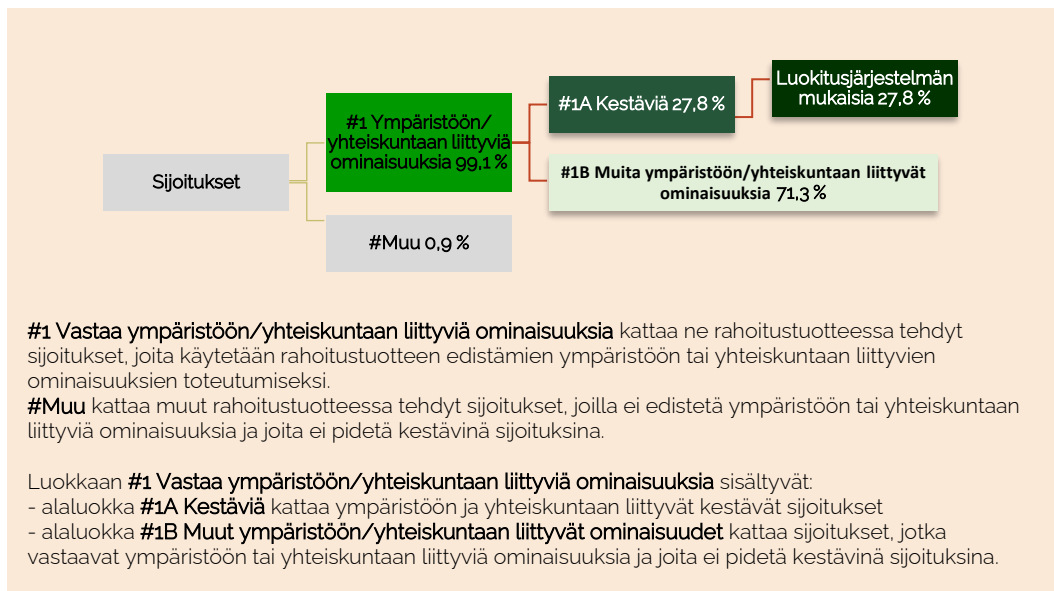 Luokitusjärjestelmän
mukaisia 27,8 %
#1A Kestäviä 27,8 %
#1 Ympäristöön/
yhteiskuntaan liittyviä
ominaisuuksia 99,1 %
Sijoitukset
#1B Muita ympäristöön/yhteiskuntaan liittyvät
ominaisuuksia 71,3 %
#Muu 0,9 %
#1 Vastaa ympäristöön/yhteiskuntaan liittyviä ominaisuuksia kattaa ne rahoitustuotteessa tehdyt
sijoitukset, joita käytetään rahoitustuotteen edistämien ympäristöön tai yhteiskuntaan liittyvien
ominaisuuksien toteutumiseksi.
#Muu kattaa muut rahoitustuotteessa tehdyt sijoitukset, joilla ei edistetä ympäristöön tai yhteiskuntaan
liittyviä ominaisuuksia ja joita ei pidetä kestävinä sijoituksina.
Luokkaan #1 Vastaa ympäristöön/yhteiskuntaan liittyviä ominaisuuksia sisältyvät:
- alaluokka #1A Kestäviä kattaa ympäristöön ja yhteiskuntaan liittyvät kestävät sijoitukset
- alaluokka #1B Muut ympäristöön/yhteiskuntaan liittyvät ominaisuudet kattaa sijoitukset, jotka
vastaavat ympäristöön tai yhteiskuntaan liittyviä ominaisuuksia ja joita ei pidetä kestävinä sijoituksina.